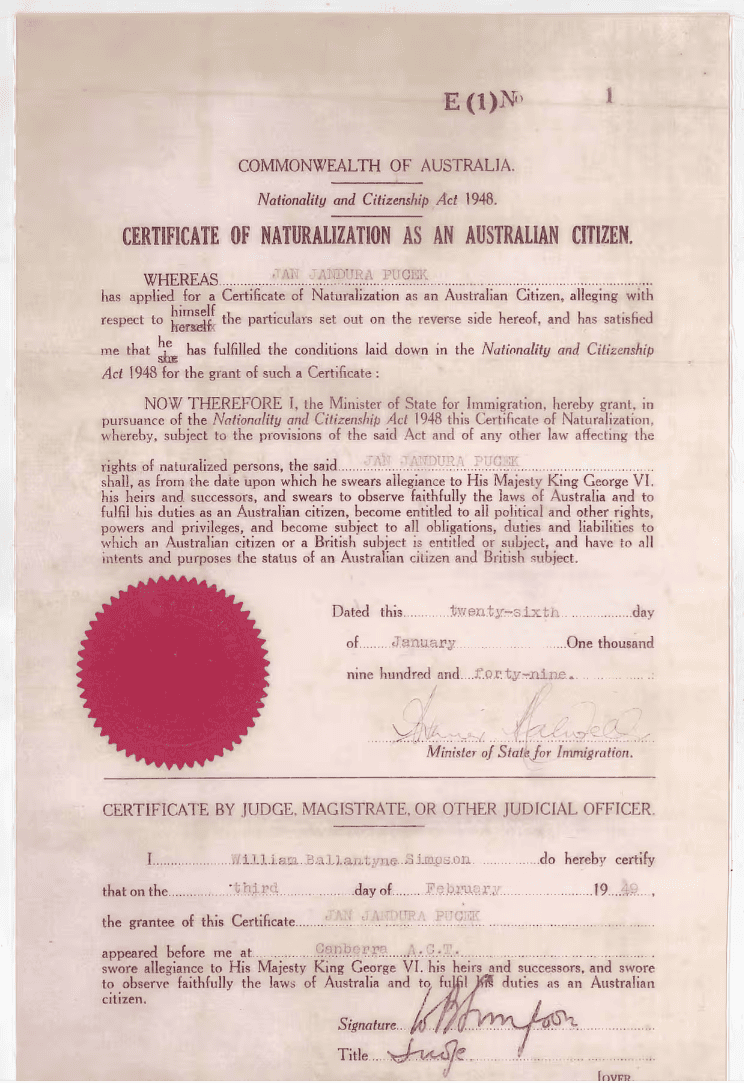 E (1) No 1
COMMONWEALTH OF AUSTRALIA.
Nationality and Citizenship Act 1948.
CERTIFICATE OF NATURALIZATION AS AN AUSTRALIAN CITIZEN.
WHEREAS JAN JANDURA PUCEK
has applied for a Certificate of Naturalization as an Australian Citizen, alleging with
himself
respect to herself the particulars set out on the reverse side hereof, and has satisfied
he
me that she has fulfilled the conditions laid down in the Nationality and Citizenship
Act 1948 for the grant of such a Certificate :
NOW THEREFORE I, the Minister of State for Immigration, hereby grant, in
pursuance of the Nationality and Citizenship Act 1948 this Certificate of Naturalization,
whereby, subject to the provisions of the said Act and of any other law affecting the
rights of naturalized persons, the said JAN JANDURA PUCEK
shall, as from the date upon which he swears allegiance to His Majesty King George VI.
his heirs and successors, and swears to observe faithfully the laws of Australia and to
fulfil his duties as an Australian citizen, become entitled to all political and other rights,
powers and privileges, and become subject to all obligations, duties and liabilities to
which an Australian citizen or a British subject is entitled or subject, and have to all
intents and purposes the status of an Australian citizen and British subject.
Dated this twenty-sixth day
of January One thousand
nine hundred and forty-nine.
Minister of State for Immigration.
CERTIFICATE BY JUDGE, MAGISTRATE, OR OTHER JUDICIAL OFFICER.
I William Ballantyne Simpson do hereby certify
that on the third day of February 19 49 ,
the grantee of this Certificate JAN JANDURA PUCEK
appeared before me at Canberra A.C.T.
swore allegiance to His Majesty King George VI. his heirs and successors, and swore
to observe faithfully the laws of Australia and to fulfil his duties as an Australian
citizen.
Signature W B Simpson
Title Judge
[OVER.